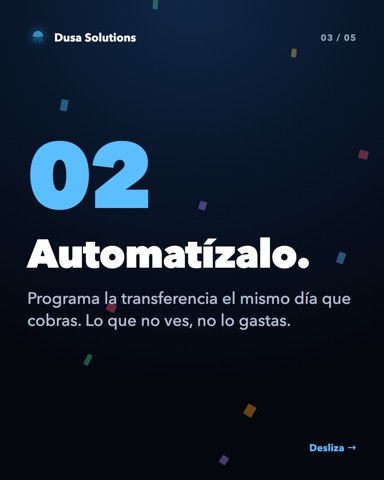 Dusa Solutions
03 / 05
02
Automatízalo.
Programa la transferencia el mismo día que
cobras. Lo que no ves, no lo gastas.
Desliza →